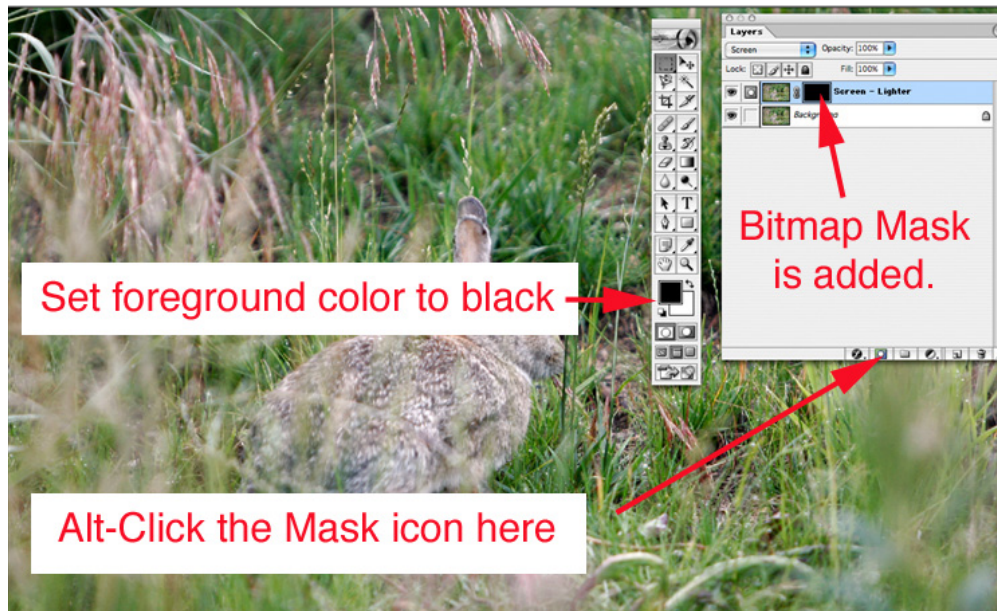 Layers
Screen Opacity: 100%
Lock: Fill: 100%
Screen - Lighter
Background
T
Bitmap Mask
is added.
Set foreground color to black
Alt-Click the Mask icon here